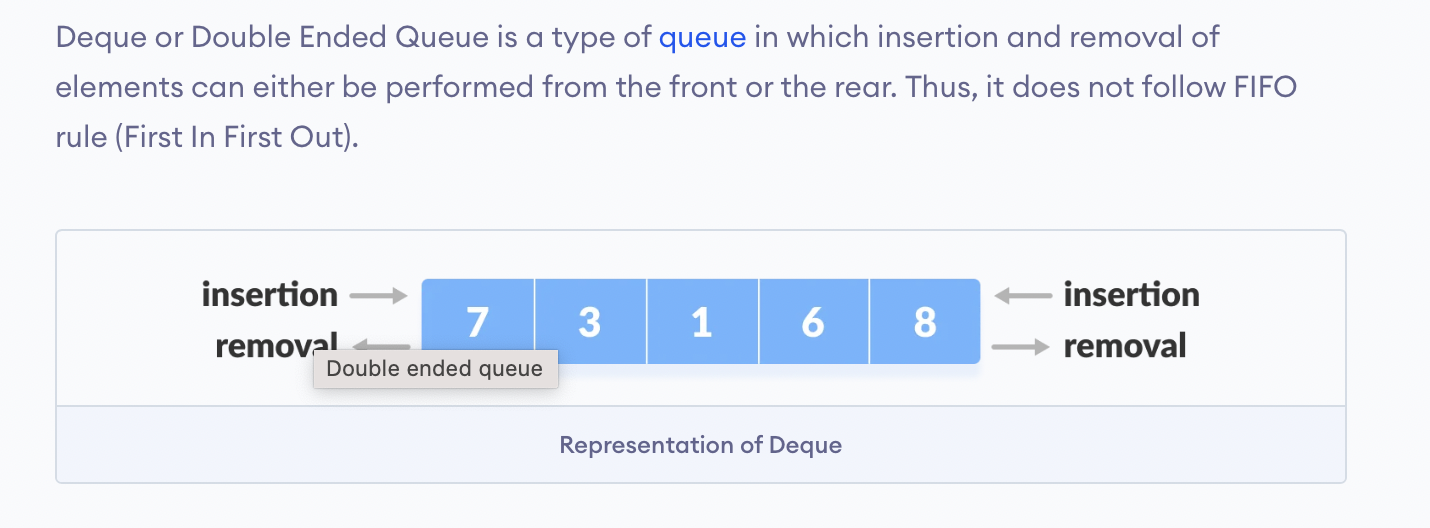 Deque or Double Ended Queue is a type of queue in which insertion and removal of
elements can either be performed from the front or the rear. Thus, it does not follow FIFO
rule (First In First Out).
insertion 7 3 1 6 8 insertion
removal removal
Double ended queue
Representation of Deque